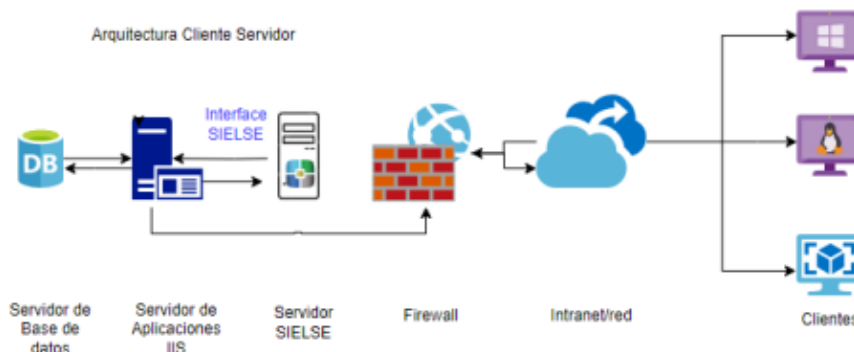 Arquitectura Cliente Servidor
Interface
SIELSE
DB
Servidor de
Base de
datos
Servidor de
Aplicaciones
IIS
Servidor
SIELSE
Firewall
Intranet/red
Clientes